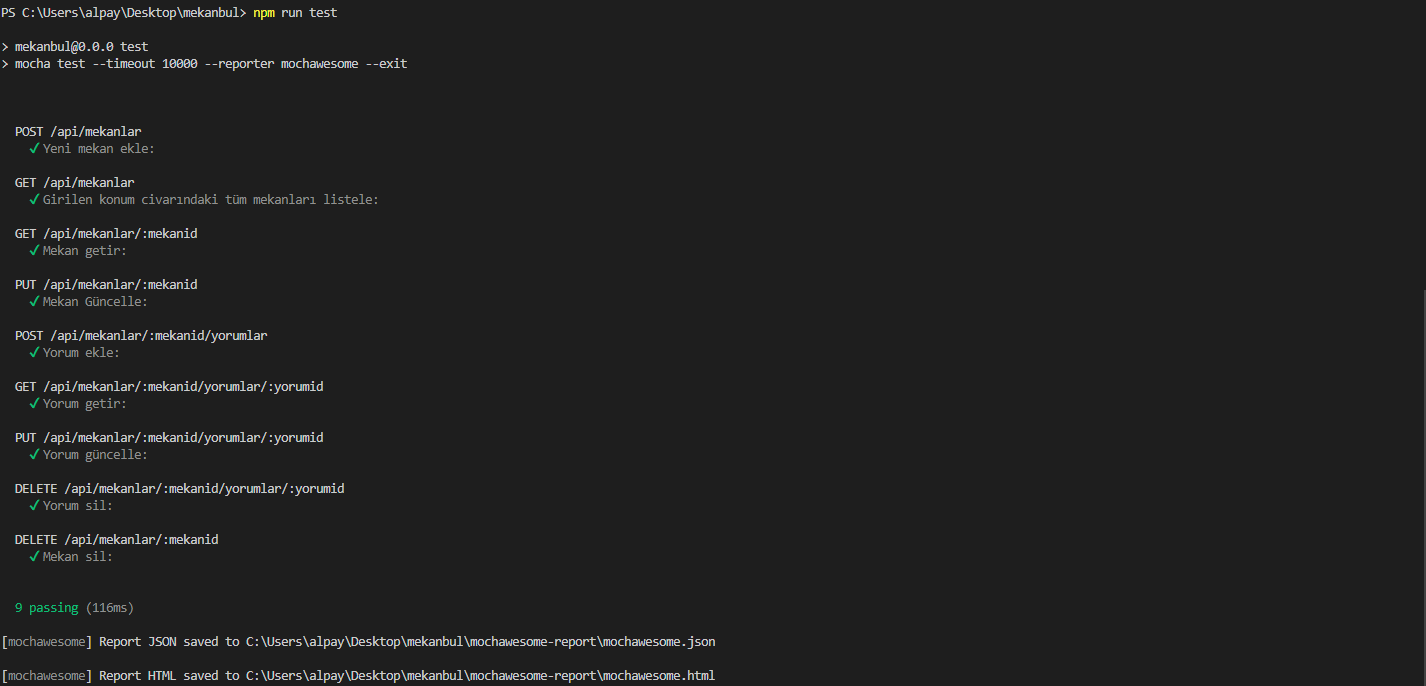 PS C:\Users\alpay\Desktop\mekanbul> npm run test
> mekanbul@0.0.0 test
> mocha test --timeout 10000 --reporter mochawesome --exit
POST /api/mekanlar
✓ Yeni mekan ekle:
GET /api/mekanlar
✓ Girilen konum civarındaki tüm mekanları listele:
GET /api/mekanlar/:mekanid
✓ Mekan getir:
PUT /api/mekanlar/:mekanid
✓ Mekan Güncelle:
POST /api/mekanlar/:mekanid/yorumlar
✓ Yorum ekle:
GET /api/mekanlar/:mekanid/yorumlar/:yorumid
✓ Yorum getir:
PUT /api/mekanlar/:mekanid/yorumlar/:yorumid
✓ Yorum güncelle:
DELETE /api/mekanlar/:mekanid/yorumlar/:yorumid
✓ Yorum sil:
DELETE /api/mekanlar/:mekanid
✓ Mekan sil:
9 passing (116ms)
[mochawesome] Report JSON saved to C:\Users\alpay\Desktop\mekanbul\mochawesome-report\mochawesome.json
[mochawesome] Report HTML saved to C:\Users\alpay\Desktop\mekanbul\mochawesome-report\mochawesome.html